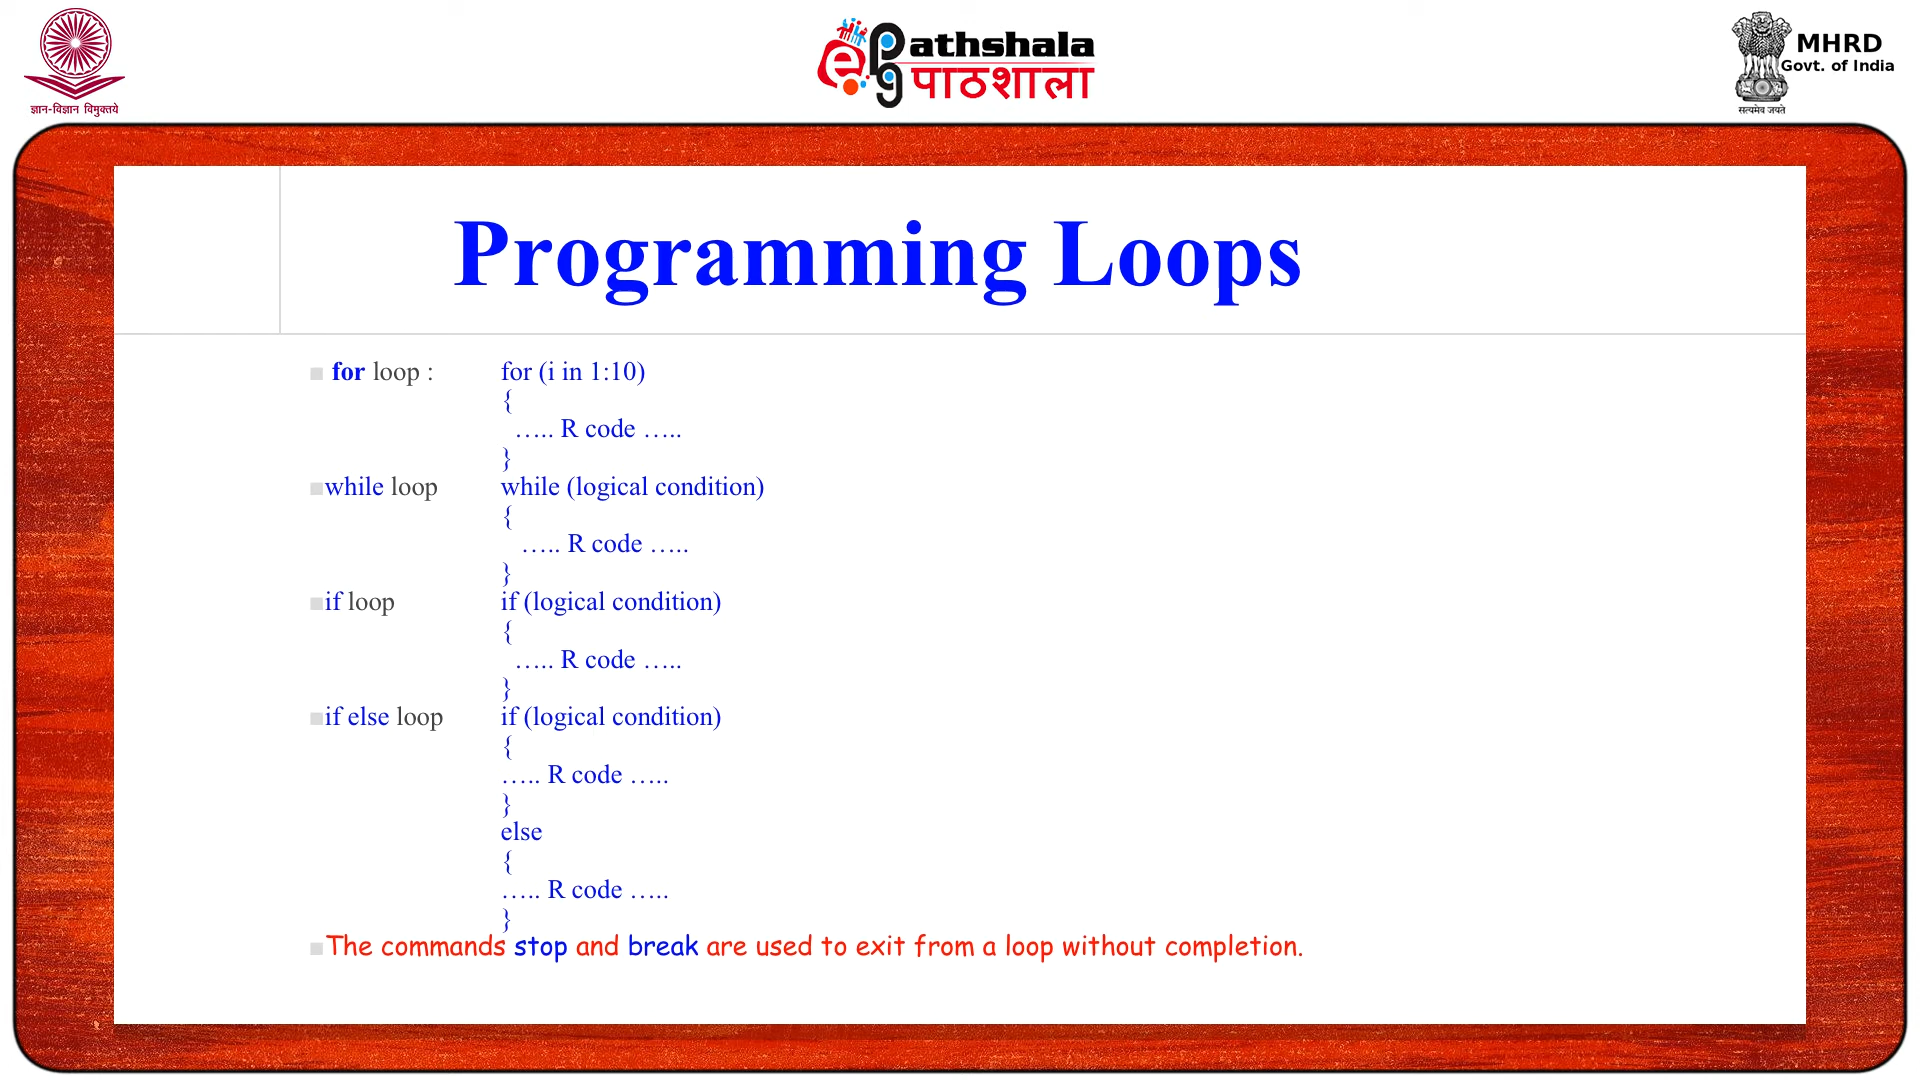 ज्ञान-विज्ञान विमुक्तये
epgPathshala
पाठशाला
MHRD
Govt. of India
सत्यमेव जयते
Programming Loops
for loop : for (i in 1:10)
{
….. R code …..
}
while loop while (logical condition)
{
….. R code …..
}
if loop if (logical condition)
{
….. R code …..
}
if else loop if (logical condition)
{
….. R code …..
}
else
{
….. R code …..
}
The commands stop and break are used to exit from a loop without completion.